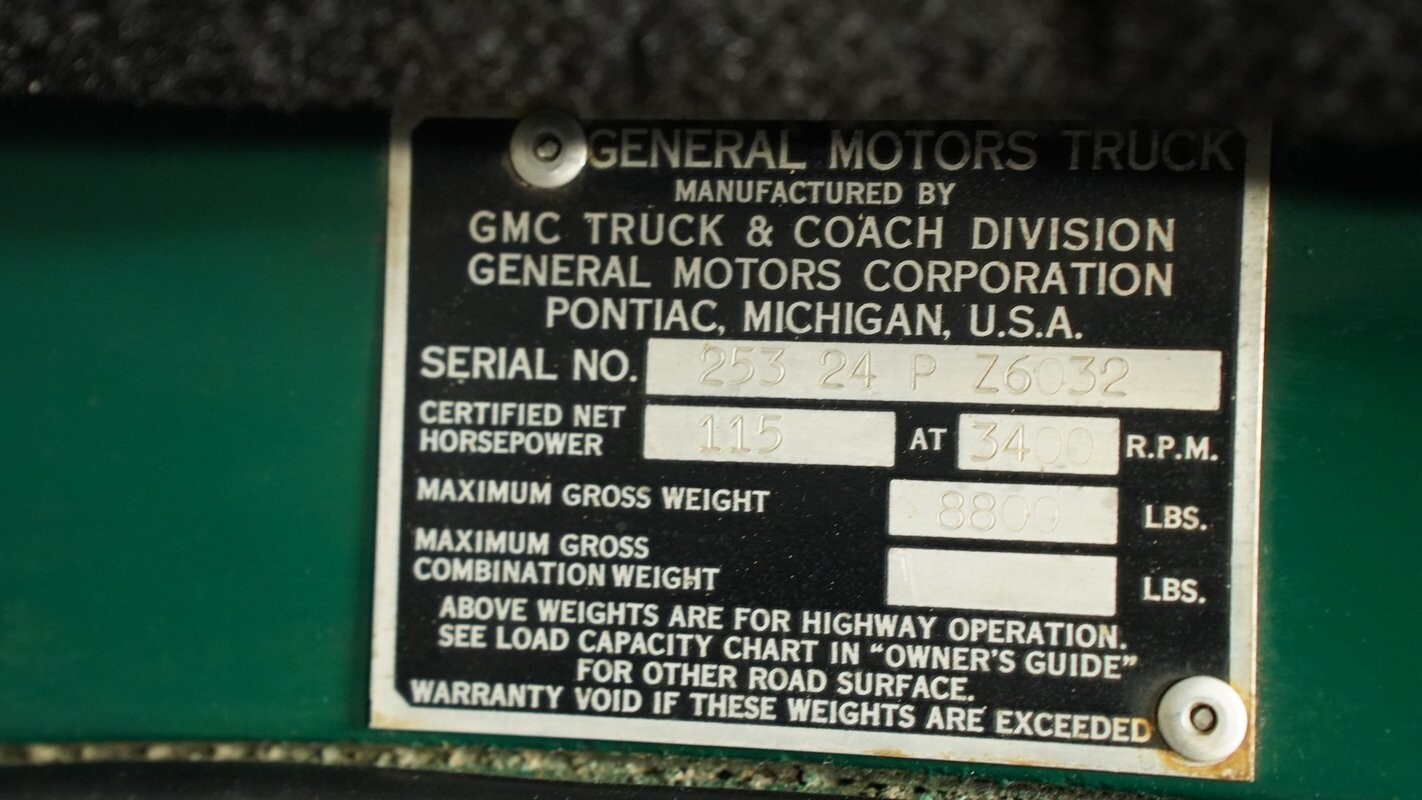 GENERAL MOTORS TRUCK
MANUFACTURED BY
GMC TRUCK & COACH DIVISION
GENERAL MOTORS CORPORATION
PONTIAC, MICHIGAN, U.S.A.
SERIAL NO. 253 24 P Z6032
CERTIFIED NET HORSEPOWER 115 AT 3400 R.P.M.
MAXIMUM GROSS WEIGHT 8800 LBS.
MAXIMUM GROSS
COMBINATION WEIGHT LBS.
ABOVE WEIGHTS ARE FOR HIGHWAY OPERATION.
SEE LOAD CAPACITY CHART IN "OWNER'S GUIDE"
FOR OTHER ROAD SURFACE.
WARRANTY VOID IF THESE WEIGHTS ARE EXCEEDED